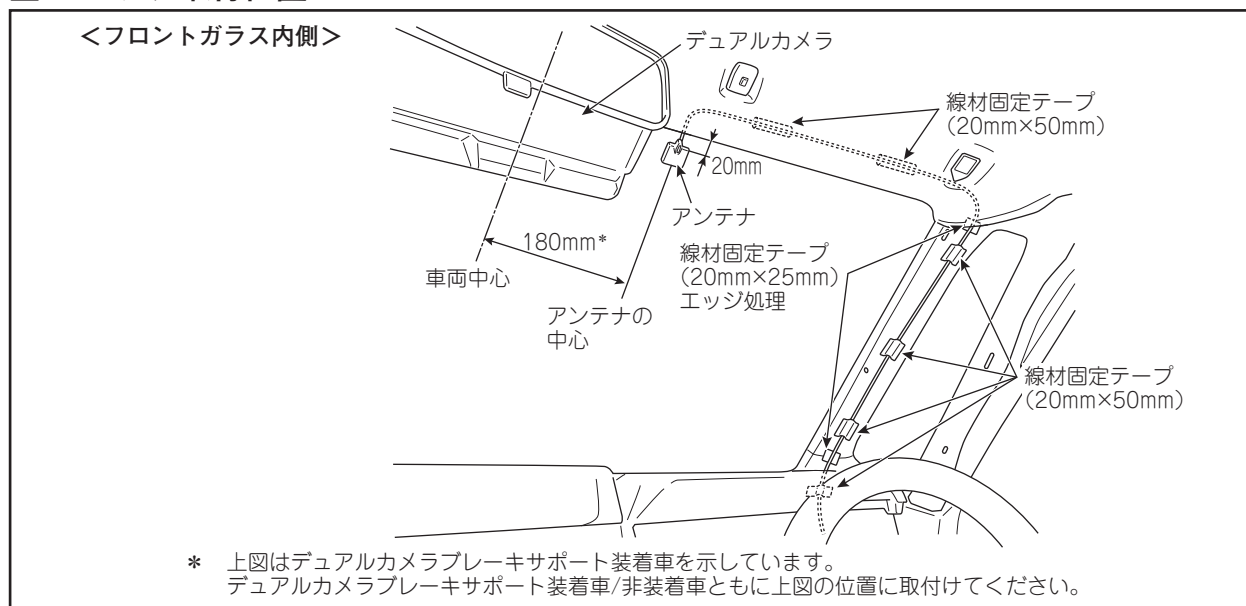 ＜フロントガラス内側＞
デュアルカメラ
線材固定テープ
（20mm×50mm）
20mm
アンテナ
180mm*
車両中心
アンテナの
中心
線材固定テープ
（20mm×25mm）
エッジ処理
線材固定テープ
（20mm×50mm）
* 上図はデュアルカメラブレーキサポート装着車を示しています。
デュアルカメラブレーキサポート装着車/非装着車ともに上図の位置に取付けてください。